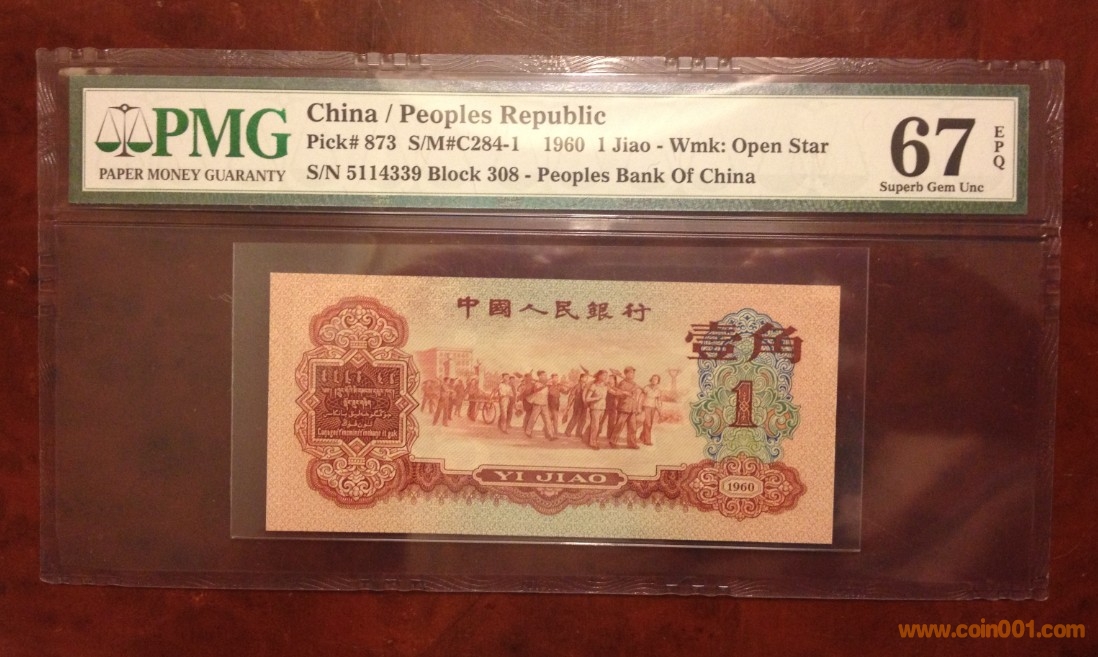 PMG
PAPER MONEY GUARANTY
China / Peoples Republic
Pick# 873 S/M#C284-1 1960 1 Jiao - Wmk: Open Star
S/N 5114339 Block 308 - Peoples Bank Of China
67
EPQ
Superb Gem Unc
中國人民銀行
壹角
1
YI JIAO
1960
www.coin001.com